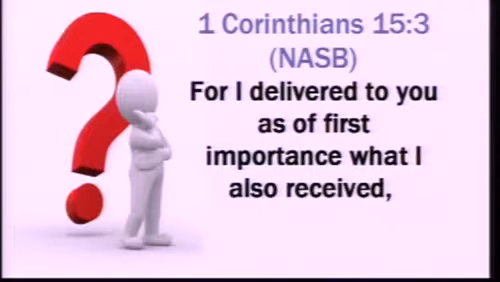 1 Corinthians 15:3
(NASB)
For I delivered to you
as of first
importance what I
also received,